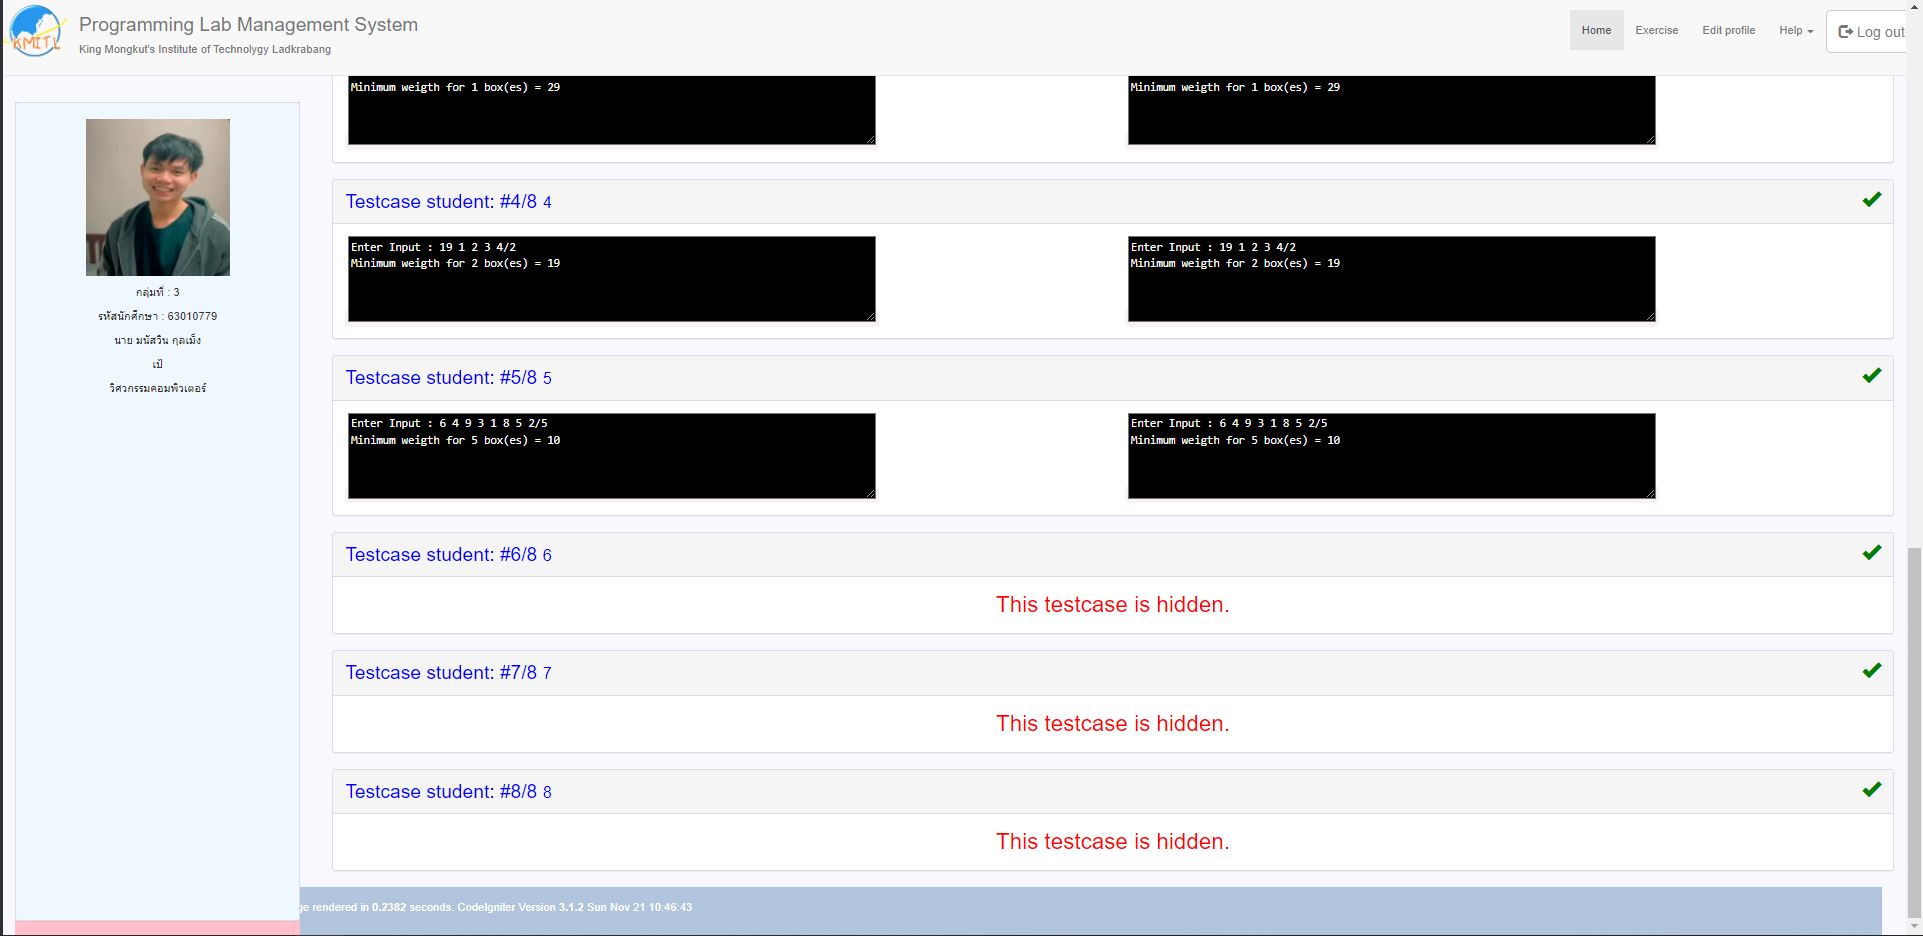 KMITL
Programming Lab Management System
King Mongkut's Institute of Technolygy Ladkrabang
Home
Exercise
Edit profile
Help
Log out
กลุ่มที่ : 3
รหัสนักศึกษา : 63010779
นาย มนัสวิน กุลเม็ง
เป้
วิศวกรรมคอมพิวเตอร์
Minimum weigth for 1 box(es) = 29
Minimum weigth for 1 box(es) = 29
Testcase student: #4/8 4
Enter Input : 19 1 2 3 4/2
Minimum weigth for 2 box(es) = 19
Enter Input : 19 1 2 3 4/2
Minimum weigth for 2 box(es) = 19
Testcase student: #5/8 5
Enter Input : 6 4 9 3 1 8 5 2/5
Minimum weigth for 5 box(es) = 10
Enter Input : 6 4 9 3 1 8 5 2/5
Minimum weigth for 5 box(es) = 10
Testcase student: #6/8 6
This testcase is hidden.
Testcase student: #7/8 7
This testcase is hidden.
Testcase student: #8/8 8
This testcase is hidden.
ge rendered in 0.2382 seconds. CodeIgniter Version 3.1.2 Sun Nov 21 10:46:43